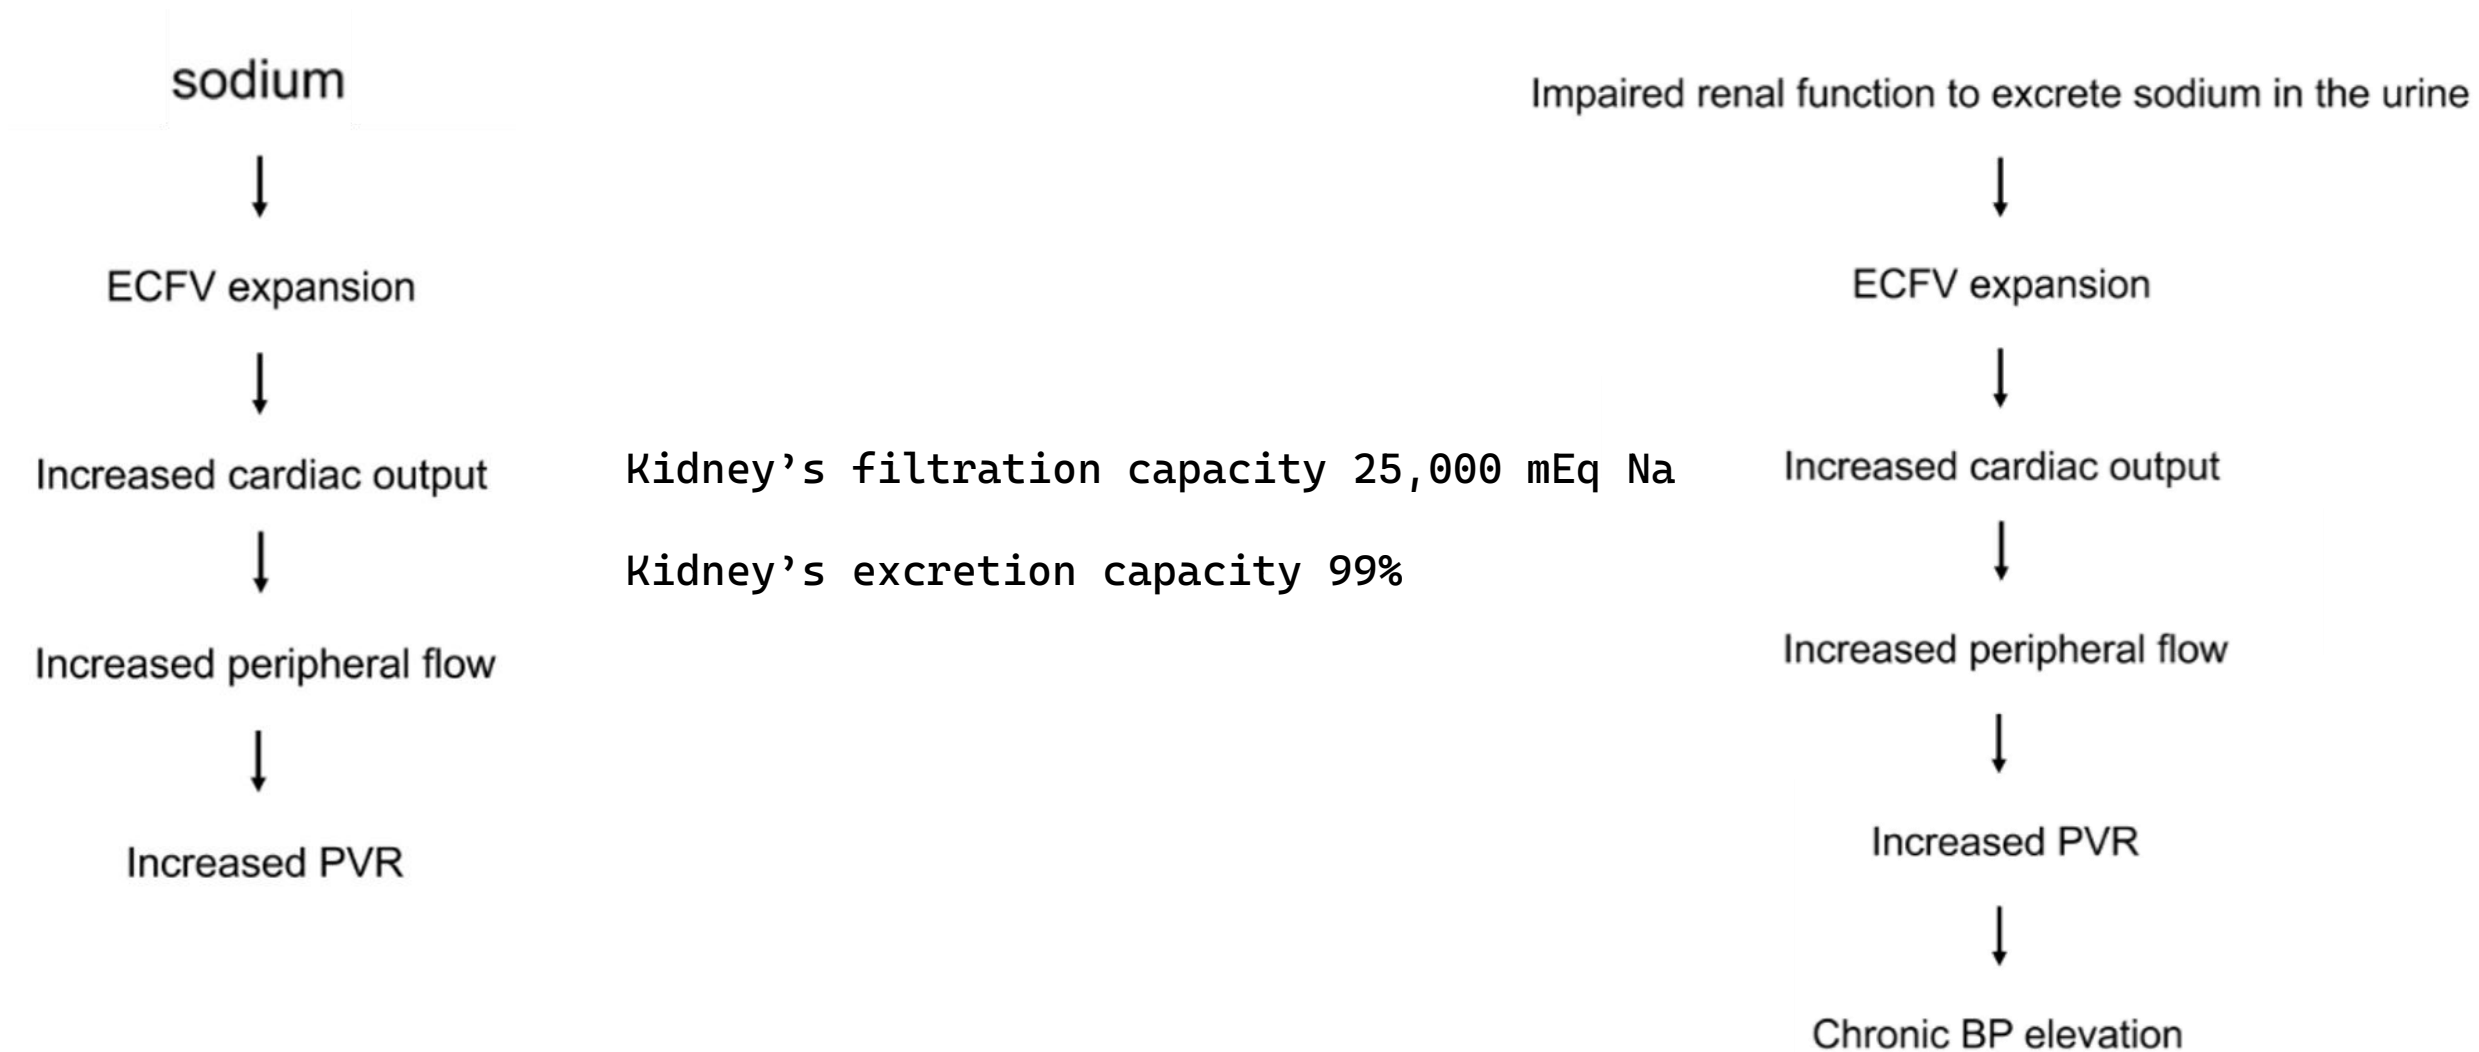 sodium
ECFV expansion
Increased cardiac output
Increased peripheral flow
Increased PVR
Kidney’s filtration capacity 25,000 mEq Na
Kidney’s excretion capacity 99%
Impaired renal function to excrete sodium in the urine
ECFV expansion
Increased cardiac output
Increased peripheral flow
Increased PVR
Chronic BP elevation